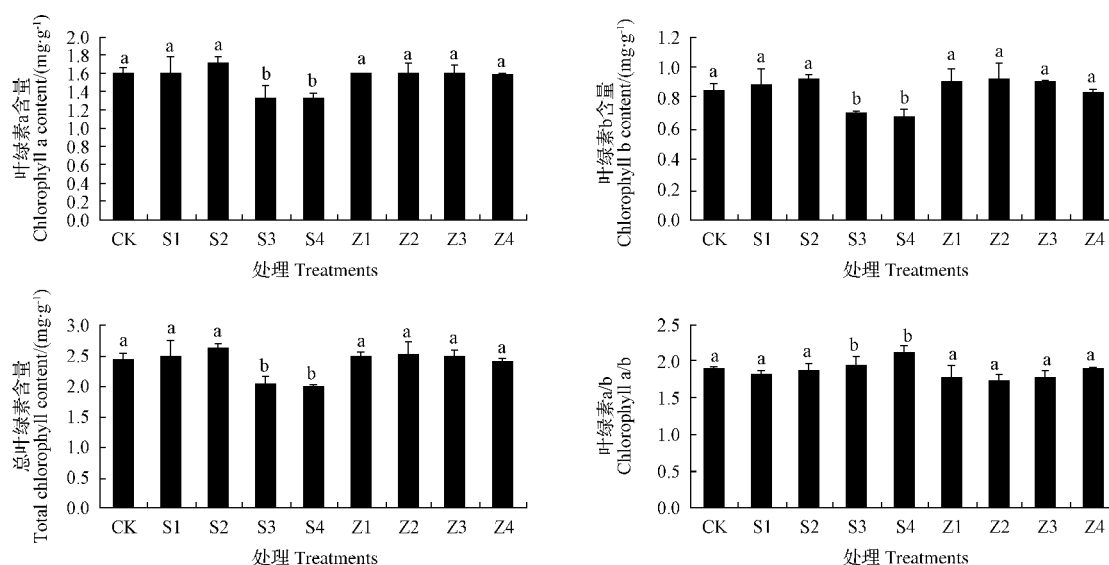 叶绿素a含量
Chlorophyll a content/(mg·g⁻¹)
2.0
1.8
1.6
1.4
1.2
1.0
0.8
0.6
0.4
0.2
0.0
a a a b b a a a a
CK S1 S2 S3 S4 Z1 Z2 Z3 Z4
处理 Treatments
叶绿素b含量
Chlorophyll b content/(mg·g⁻¹)
1.2
1.0
0.8
0.6
0.4
0.2
0.0
a a a b b a a a a
CK S1 S2 S3 S4 Z1 Z2 Z3 Z4
处理 Treatments
总叶绿素含量
Total chlorophyll content/(mg·g⁻¹)
3.0
2.5
2.0
1.5
1.0
0.5
0.0
a a a b b a a a a
CK S1 S2 S3 S4 Z1 Z2 Z3 Z4
处理 Treatments
叶绿素a/b
Chlorophyll a/b
2.5
2.0
1.5
1.0
0.5
0.0
a a a b b a a a a
CK S1 S2 S3 S4 Z1 Z2 Z3 Z4
处理 Treatments